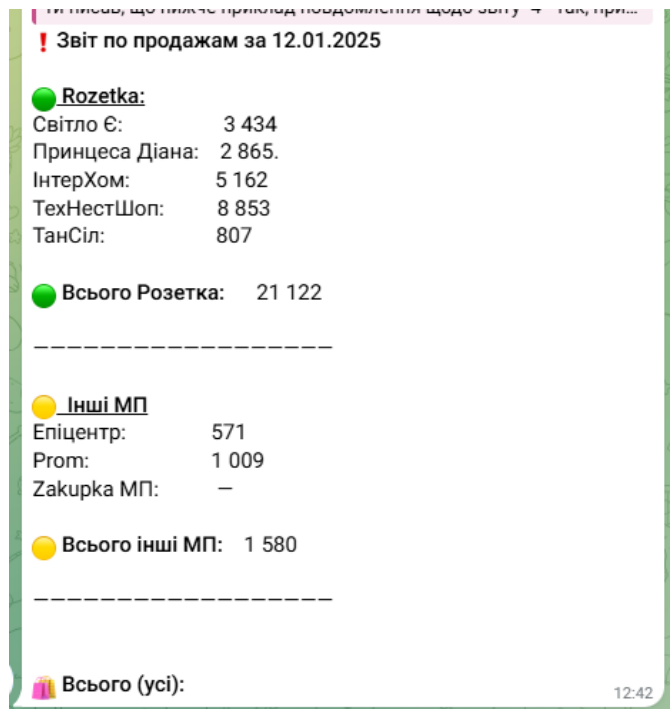 ❗ Звіт по продажам за 12.01.2025
🟢 Rozetka:
Світло Є: 3 434
Принцеса Діана: 2 865.
ІнтерХом: 5 162
ТехНестШоп: 8 853
ТанСіл: 807
🟢 Всього Розетка: 21 122
———————————————————
🟡 Інші МП
Епіцентр: 571
Prom: 1 009
Zakupka МП: —
🟡 Всього інші МП: 1 580
———————————————————
🛍 Всього (усі):
12:42